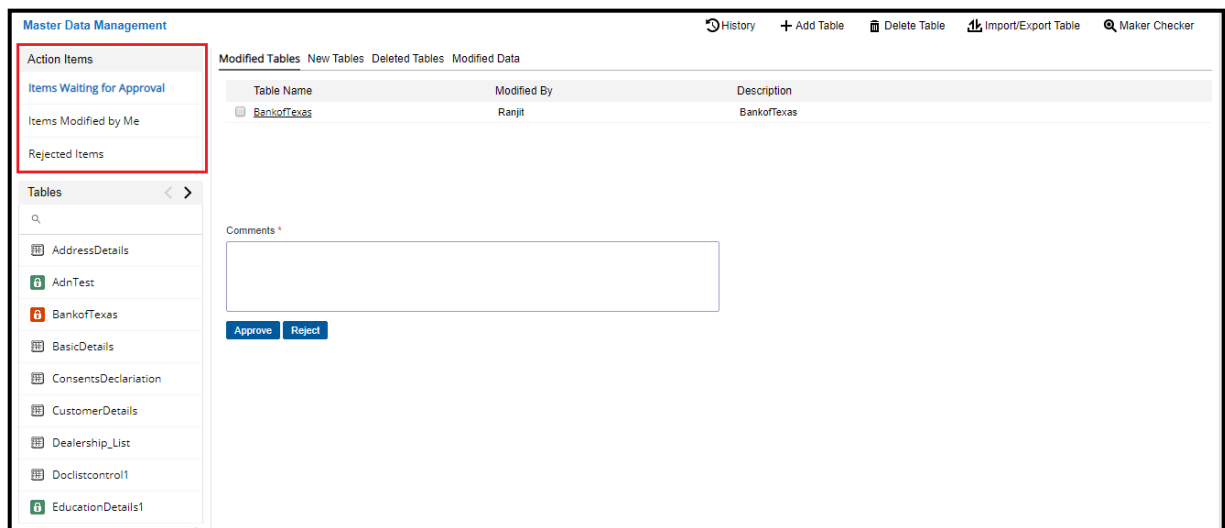 Master Data Management
History
Add Table
Delete Table
Import/Export Table
Maker Checker
Action Items
Items Waiting for Approval
Items Modified by Me
Rejected Items
Tables
AddressDetails
AdnTest
BankofTexas
BasicDetails
ConsentsDeclariation
CustomerDetails
Dealership_List
Doclistcontrol1
EducationDetails1
Modified Tables New Tables Deleted Tables Modified Data
Table Name Modified By Description
BankofTexas Ranjit BankofTexas
Comments *
Approve Reject